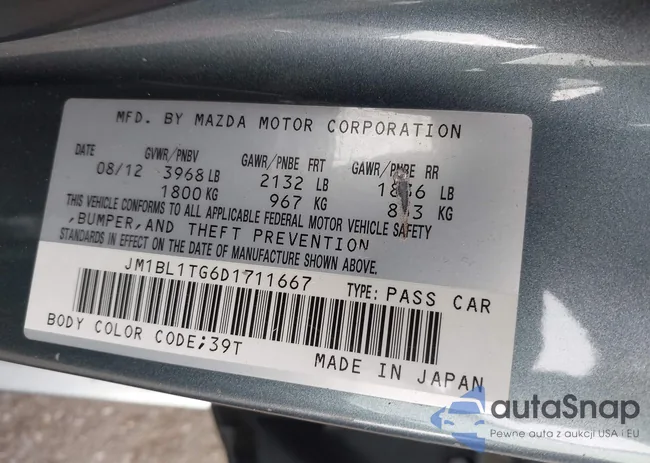 MFD. BY MAZDA MOTOR CORPORATION
DATE GVWR/PNBV GAWR/PNBE FRT GAWR/PNBE RR
08/12 3968 LB 2132 LB LB
1800 KG 967 KG KG
THIS VEHICLE CONFORMS TO ALL APPLICABLE FEDERAL MOTOR VEHICLE SAFETY
,BUMPER,AND THEFT PREVENTION
STANDARDS IN EFFECT ON THE DATE OF MANUFACTURE SHOWN ABOVE.
JM1BL1TG6D1711667 TYPE: PASS CAR
BODY COLOR CODE;39T
MADE IN JAPAN
autoSnap
Pewne auta z aukcji USA i EU